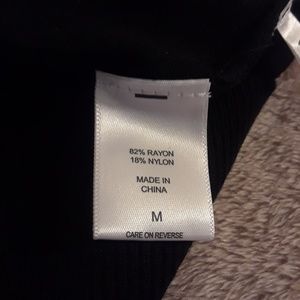 82% RAYON
18% NYLON
MADE IN
CHINA
M
CARE ON REVERSE